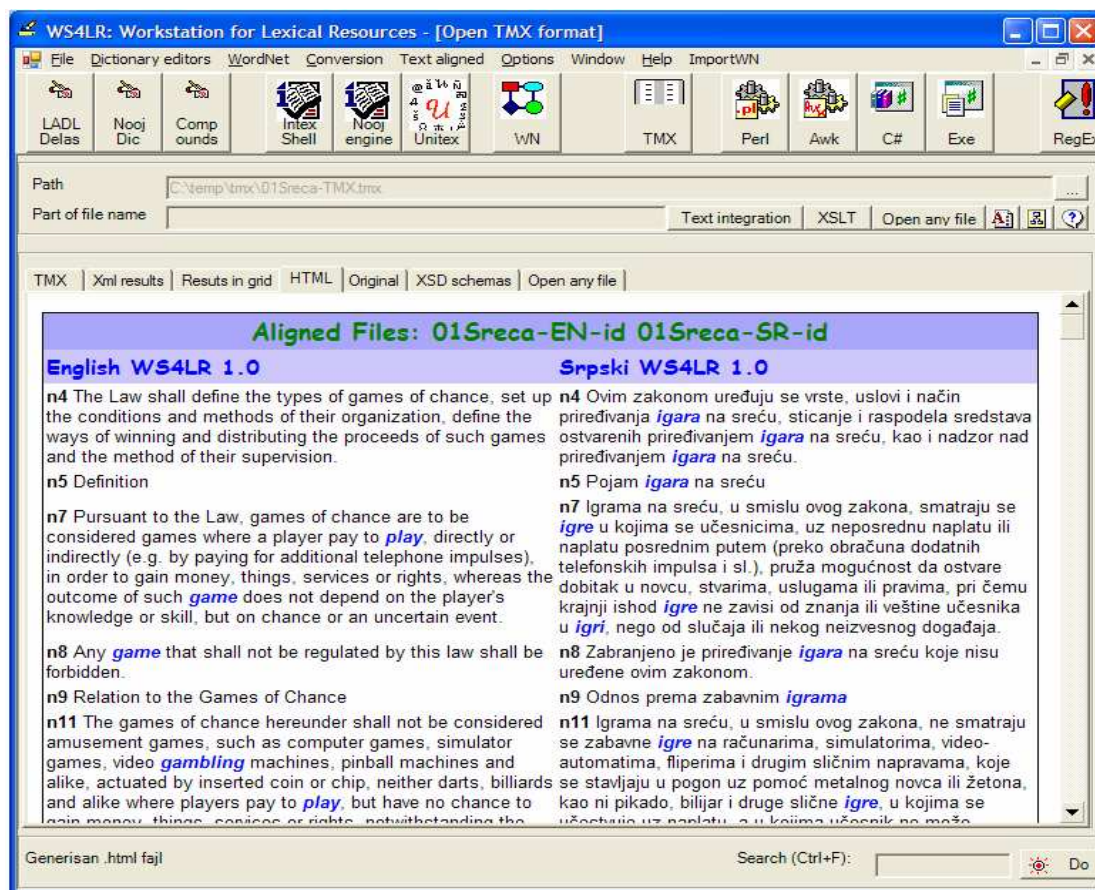 WS4LR: Workstation for Lexical Resources - [Open TMX format]
File Dictionary editors WordNet Conversion Text aligned Options Window Help ImportWN
LADL Delas
Nooj Dic
Comp ounds
Intex Shell
Nooj engine
Unitex
WN
TMX
Perl
Awk
C#
Exe
RegEx
Path C:\temp\tmx\01Sreca-TMX.tmx ...
Part of file name Text integration XSLT Open any file
TMX Xml results Resuts in grid HTML Original XSD schemas Open any file
Aligned Files: 01Sreca-EN-id 01Sreca-SR-id
English WS4LR 1.0
n4 The Law shall define the types of games of chance, set up
the conditions and methods of their organization, define the
ways of winning and distributing the proceeds of such games
and the method of their supervision.
n5 Definition
n7 Pursuant to the Law, games of chance are to be
considered games where a player pay to play, directly or
indirectly (e.g. by paying for additional telephone impulses),
in order to gain money, things, services or rights, whereas the
outcome of such game does not depend on the player's
knowledge or skill, but on chance or an uncertain event.
n8 Any game that shall not be regulated by this law shall be
forbidden.
n9 Relation to the Games of Chance
n11 The games of chance hereunder shall not be considered
amusement games, such as computer games, simulator
games, video gambling machines, pinball machines and
alike, actuated by inserted coin or chip, neither darts, billiards
and alike where players pay to play, but have no chance to
gain money, things, services or rights, notwithstanding the
Srpski WS4LR 1.0
n4 Ovim zakonom uređuju se vrste, uslovi i način
priređivanja igara na sreću, sticanje i raspodela sredstava
ostvarenih priređivanjem igara na sreću, kao i nadzor nad
priređivanjem igara na sreću.
n5 Pojam igara na sreću
n7 Igrama na sreću, u smislu ovog zakona, smatraju se
igre u kojima se učesnicima, uz neposrednu naplatu ili
naplatu posrednim putem (preko obračuna dodatnih
telefonskih impulsa i sl.), pruža mogućnost da ostvare
dobitak u novcu, stvarima, uslugama ili pravima, pri čemu
krajnji ishod igre ne zavisi od znanja ili veštine učesnika
u igri, nego od slučaja ili nekog neizvesnog događaja.
n8 Zabranjeno je priređivanje igara na sreću koje nisu
uređene ovim zakonom.
n9 Odnos prema zabavnim igrama
n11 Igrama na sreću, u smislu ovog zakona, ne smatraju
se zabavne igre na računarima, simulatorima, video-
automatima, fliperima i drugim sličnim napravama, koje
se stavljaju u pogon uz pomoć metalnog novca ili žetona,
kao ni pikado, bilijar i druge slične igre, u kojima se
učestvuje uz naplatu, a u kojima učesnik ne može
Generisan .html fajl Search (Ctrl+F): Do